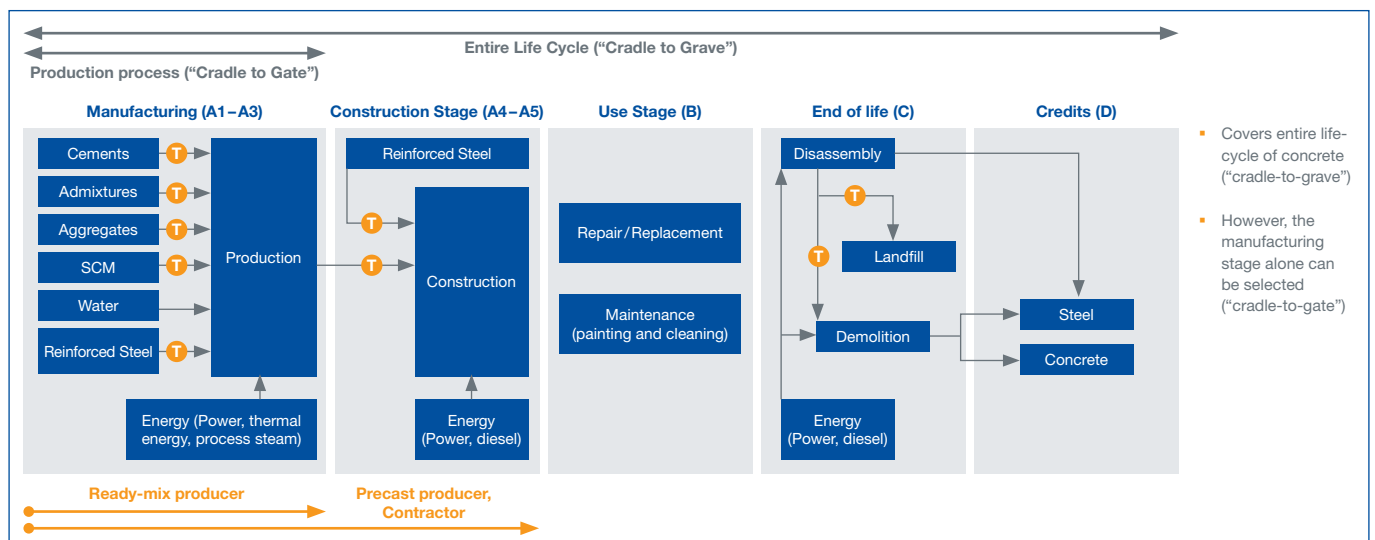 Entire Life Cycle (“Cradle to Grave”)
Production process (“Cradle to Gate”)
Manufacturing (A1–A3)
Cements
T
Admixtures
T
Aggregates
T
SCM
T
Water
Reinforced Steel
T
Production
Energy (Power, thermal
energy, process steam)
Construction Stage (A4–A5)
Reinforced Steel
T
T
Construction
Energy
(Power, diesel)
Use Stage (B)
Repair/Replacement
Maintenance
(painting and cleaning)
End of life (C)
Disassembly
T
Landfill
T
Demolition
Energy
(Power, diesel)
Credits (D)
Steel
Concrete
▪ Covers entire life-
cycle of concrete
(“cradle-to-grave”)
▪ However, the
manufacturing
stage alone can
be selected
(“cradle-to-gate”)
Ready-mix producer
Precast producer,
Contractor